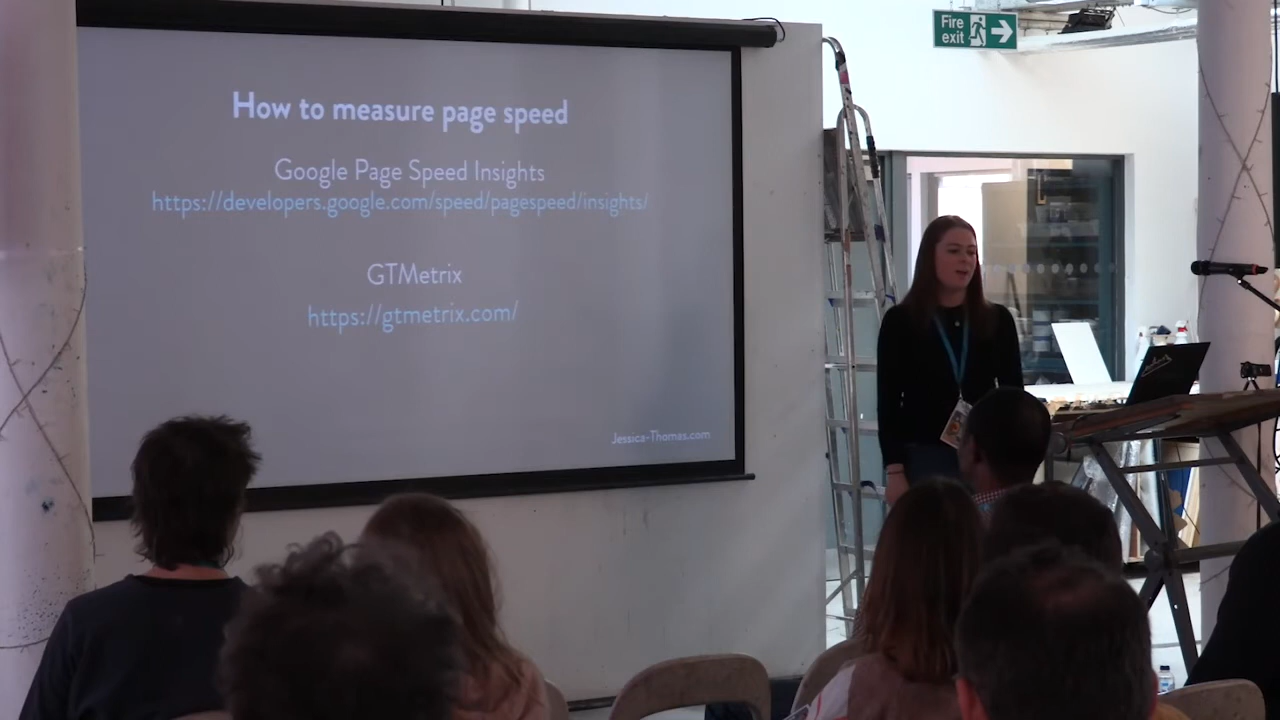 Fire
exit
How to measure page speed
Google Page Speed Insights
https://developers.google.com/speed/pagespeed/insights/
GTMetrix
https://gtmetrix.com/
Jessica-Thomas.com